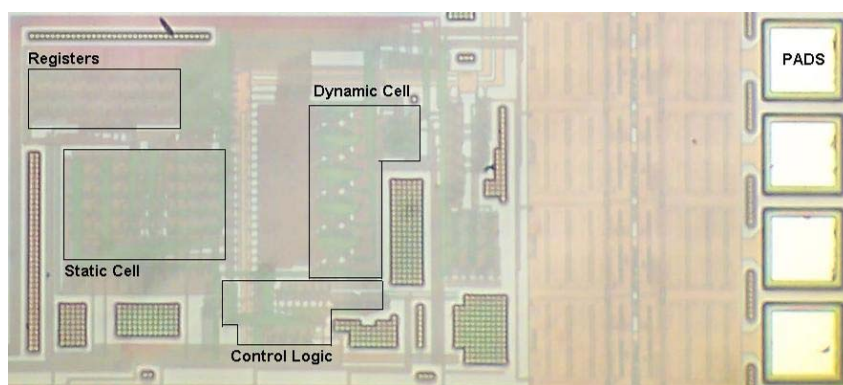 Registers
Dynamic Cell
PADS
Static Cell
Control Logic